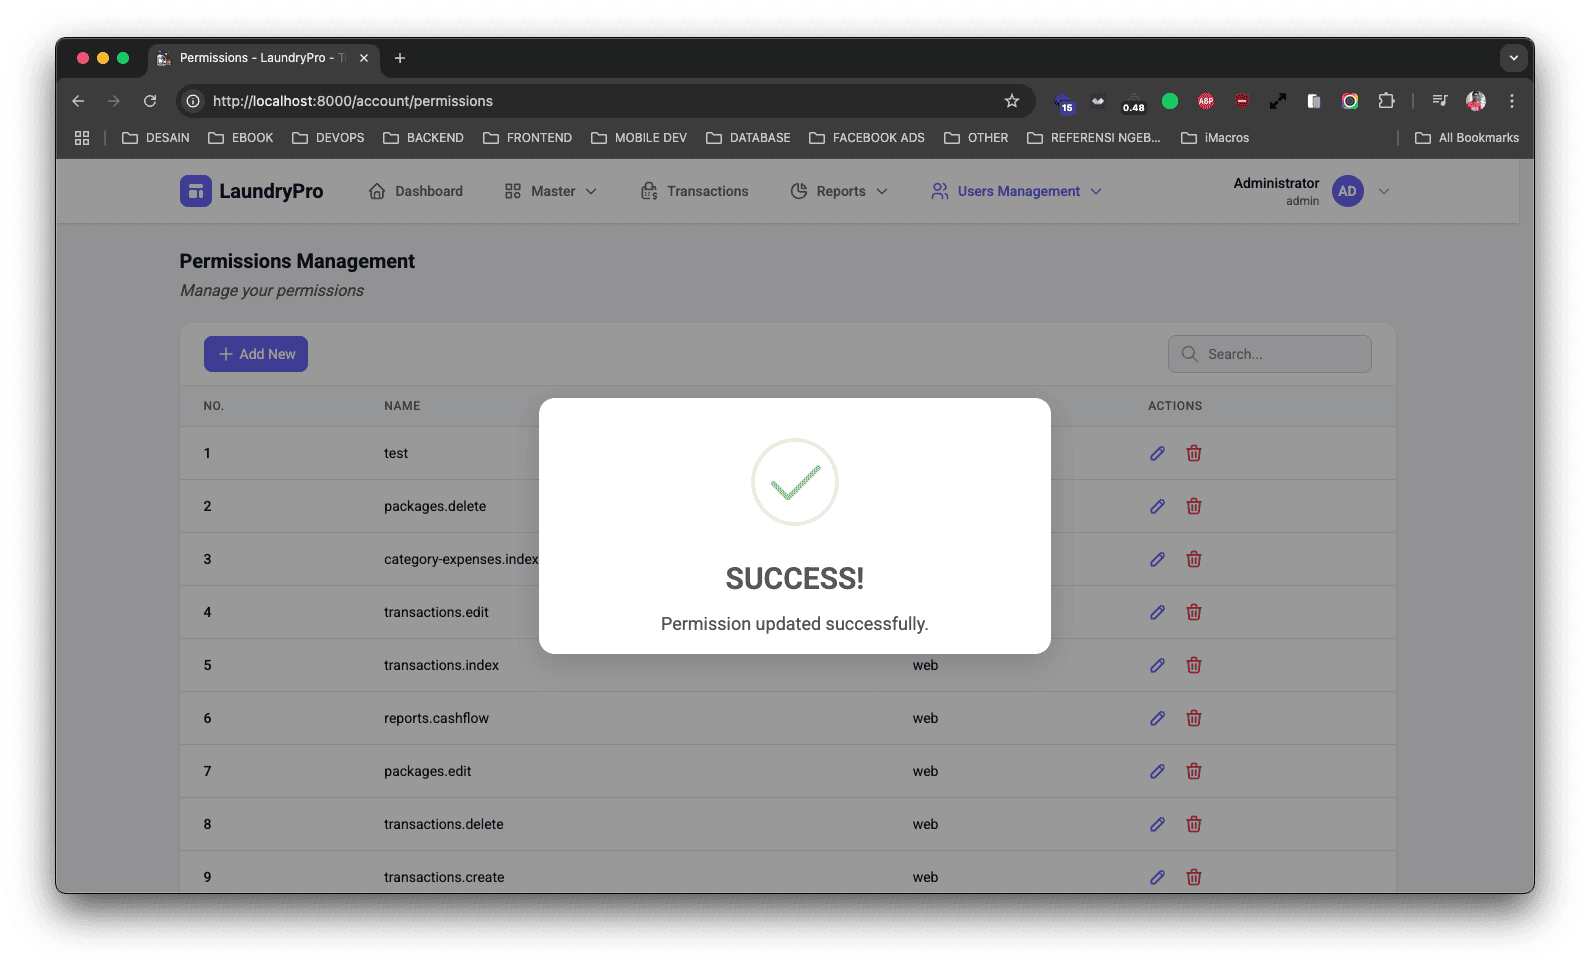 Permissions - LaundryPro - T
http://localhost:8000/account/permissions
15
0.48
ABP
DESAIN
EBOOK
DEVOPS
BACKEND
FRONTEND
MOBILE DEV
DATABASE
FACEBOOK ADS
OTHER
REFERENSI NGEB...
iMacros
All Bookmarks
LaundryPro
Dashboard
Master
Transactions
Reports
Users Management
Administrator
admin
AD
Permissions Management
Manage your permissions
Add New
Search...
NO. NAME ACTIONS
1 test
2 packages.delete
3 category-expenses.index
4 transactions.edit
SUCCESS!
Permission updated successfully.
5 transactions.index web
6 reports.cashflow web
7 packages.edit web
8 transactions.delete web
9 transactions.create web